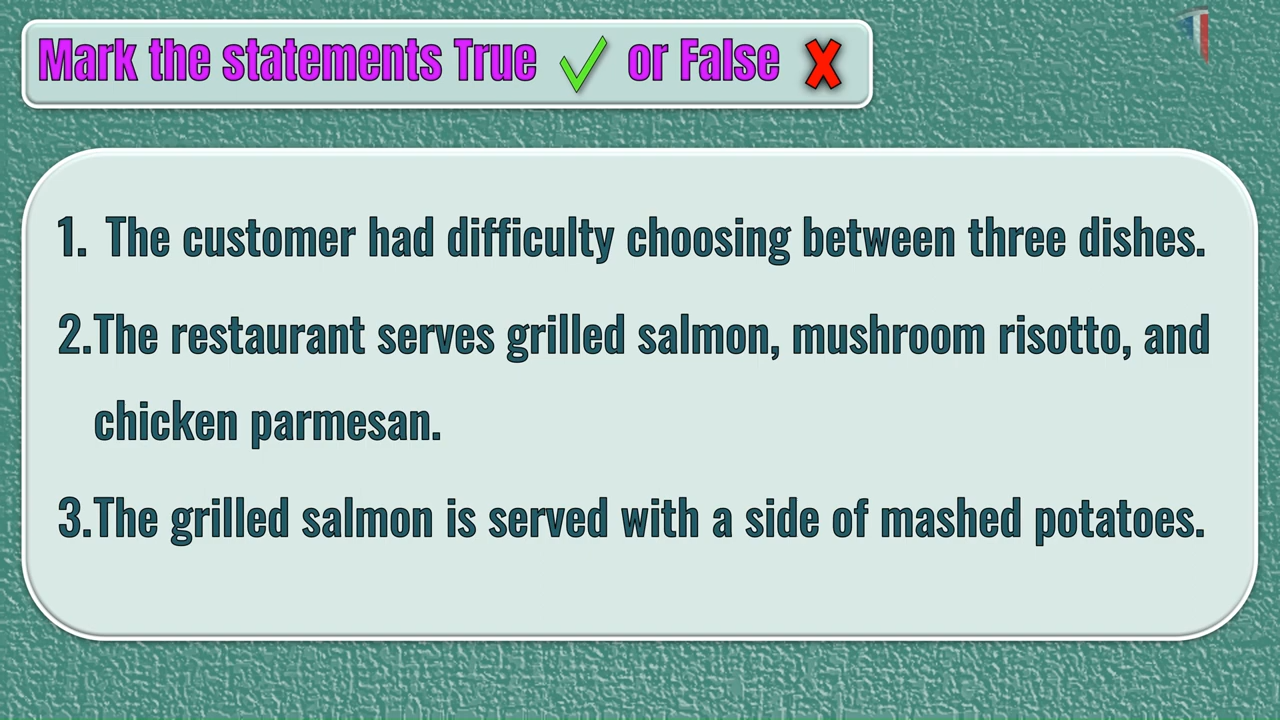 Mark the statements True ✓ or False ✗
1. The customer had difficulty choosing between three dishes.
2.The restaurant serves grilled salmon, mushroom risotto, and
chicken parmesan.
3.The grilled salmon is served with a side of mashed potatoes.